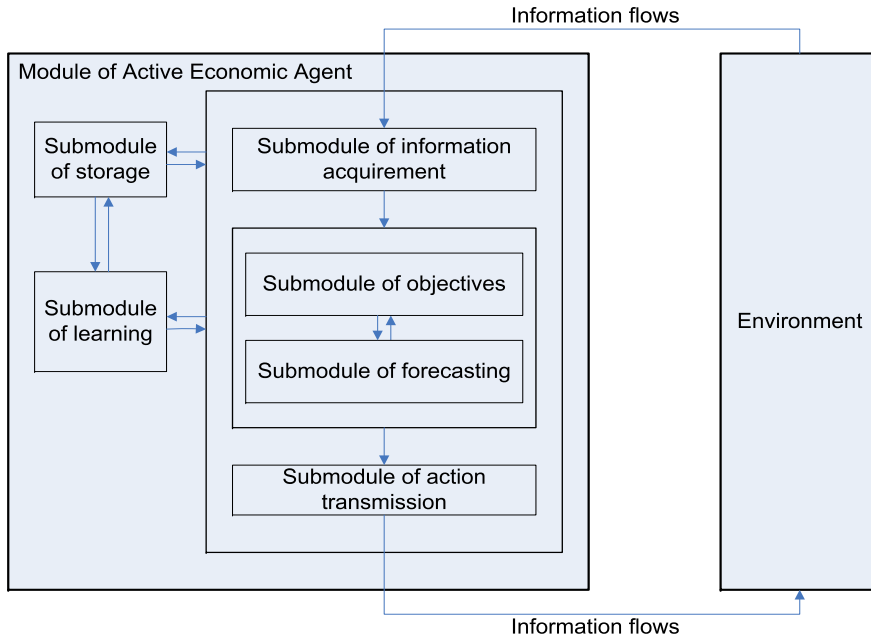 Information flows
Module of Active Economic Agent
Submodule
of storage
Submodule of information
acquirement
Submodule of objectives
Submodule
of learning
Environment
Submodule of forecasting
Submodule of action
transmission
Information flows